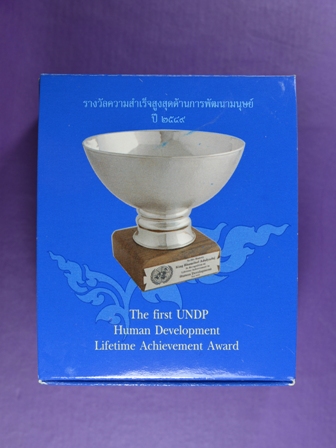 รางวัลความสำเร็จสูงสุดด้านการพัฒนามนุษย์
ปี ๒๕๔๙
The first UNDP
Human Development
Lifetime Achievement Award